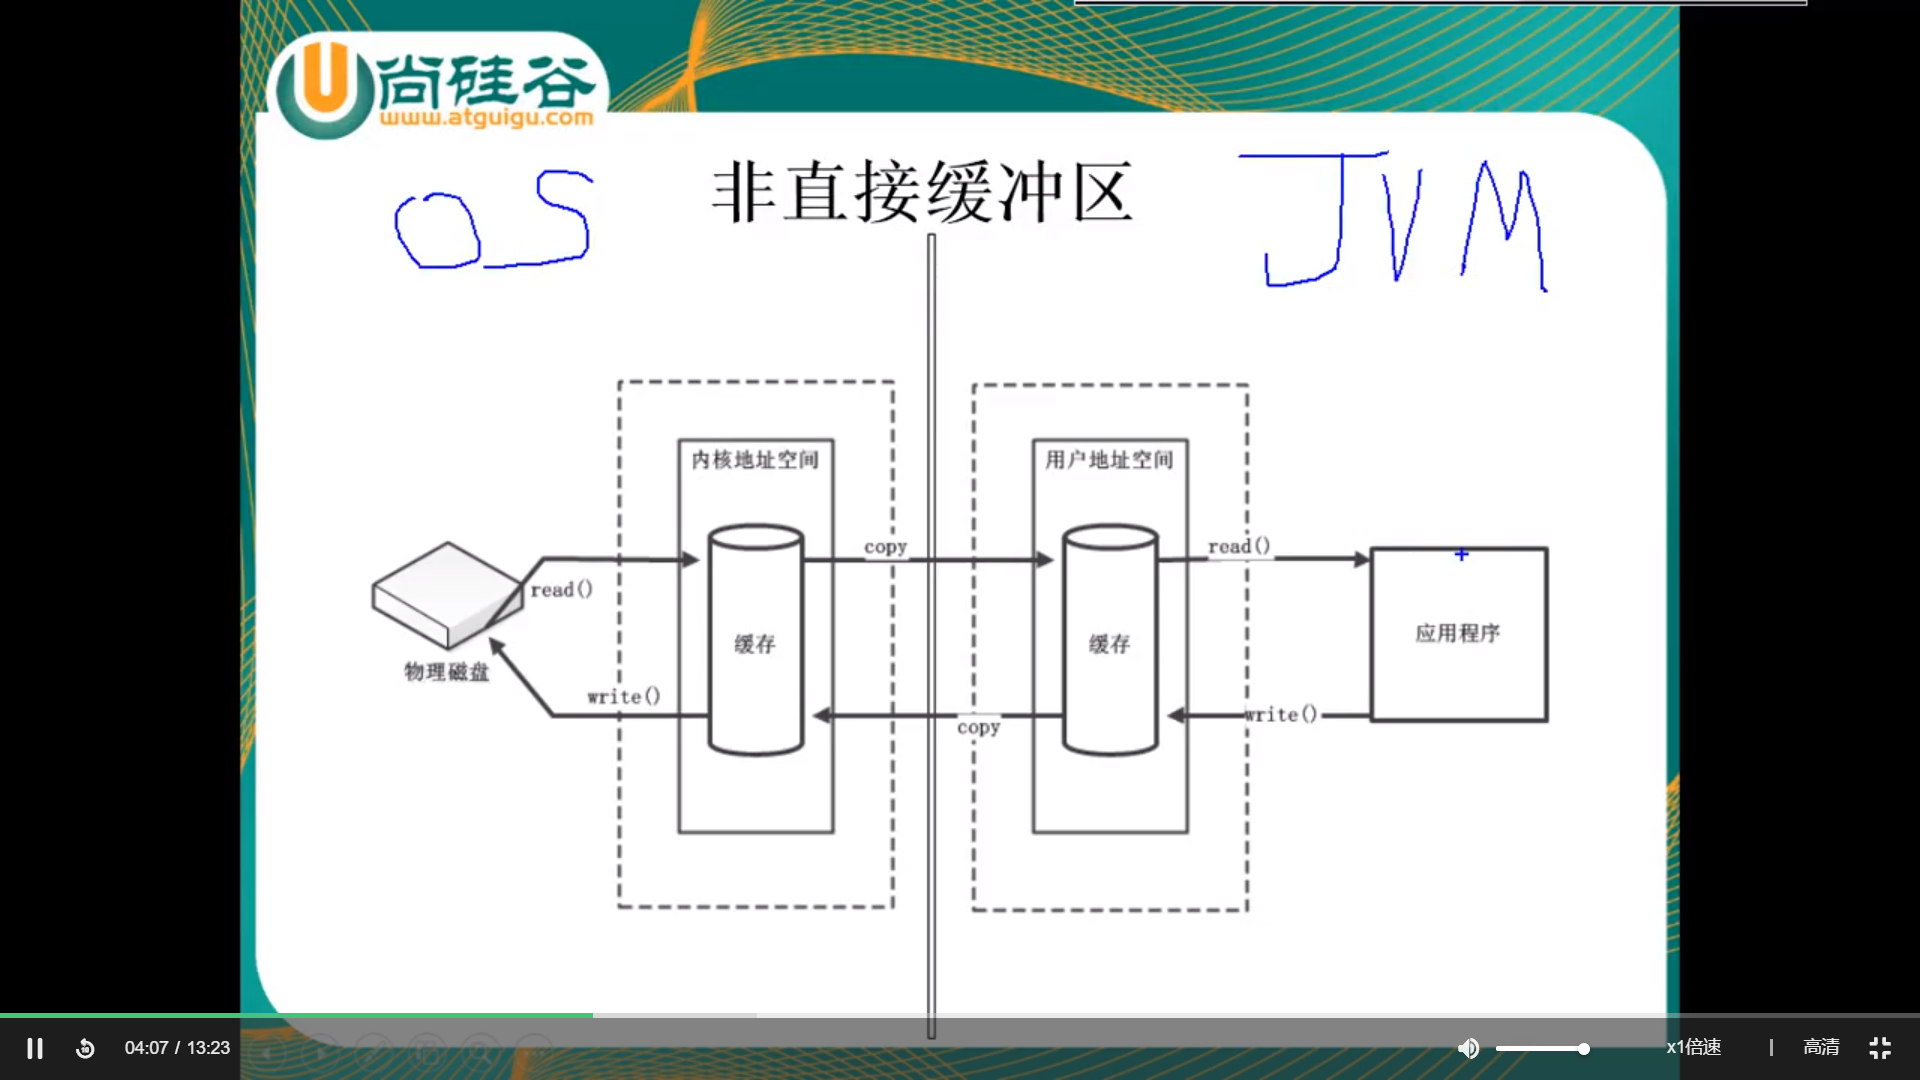 尚硅谷
www.atguigu.com
OS
非直接缓冲区
JVM
内核地址空间
用户地址空间
copy
read()
read()
应用程序
缓存
缓存
物理磁盘
write()
write()
copy
04:07 / 13:23
x1倍速
高清